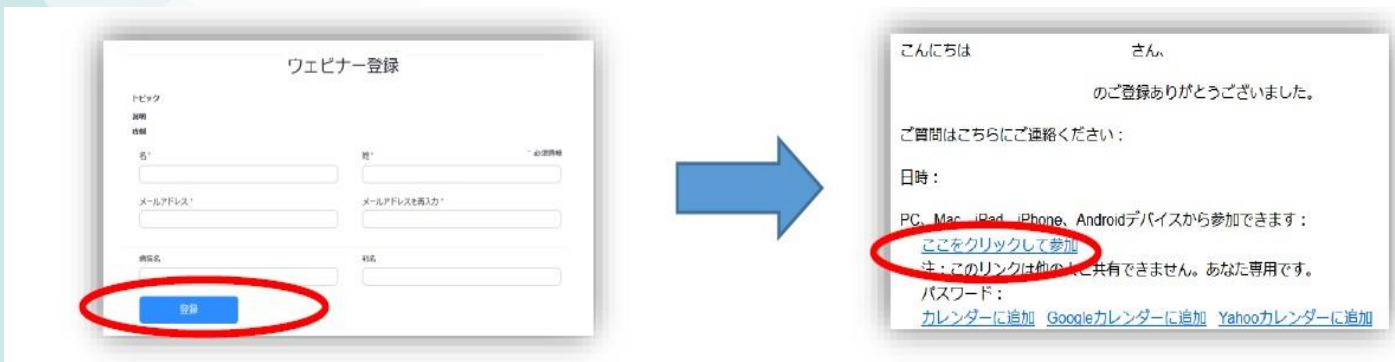 ウェビナー登録
トピック
説明
時間
名*
姓*
* 必須情報
メールアドレス*
メールアドレスを再入力*
病院名
科名
登録
こんにちは さん、
のご登録ありがとうございました。
ご質問はこちらにご連絡ください：
日時：
PC、Mac、iPad、iPhone、Androidデバイスから参加できます：
ここをクリックして参加
注：このリンクは他の人と共有できません。あなた専用です。
パスワード：
カレンダーに追加 Googleカレンダーに追加 Yahooカレンダーに追加